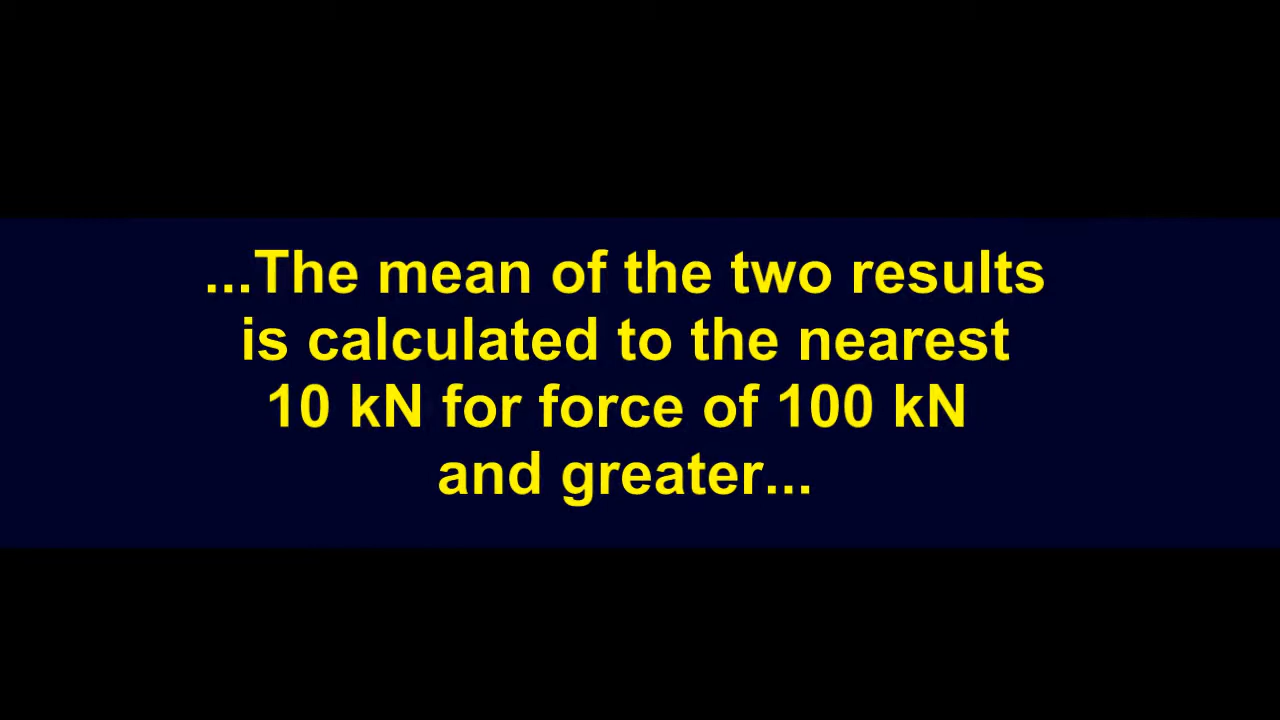 ...The mean of the two results
is calculated to the nearest
10 kN for force of 100 kN
and greater...